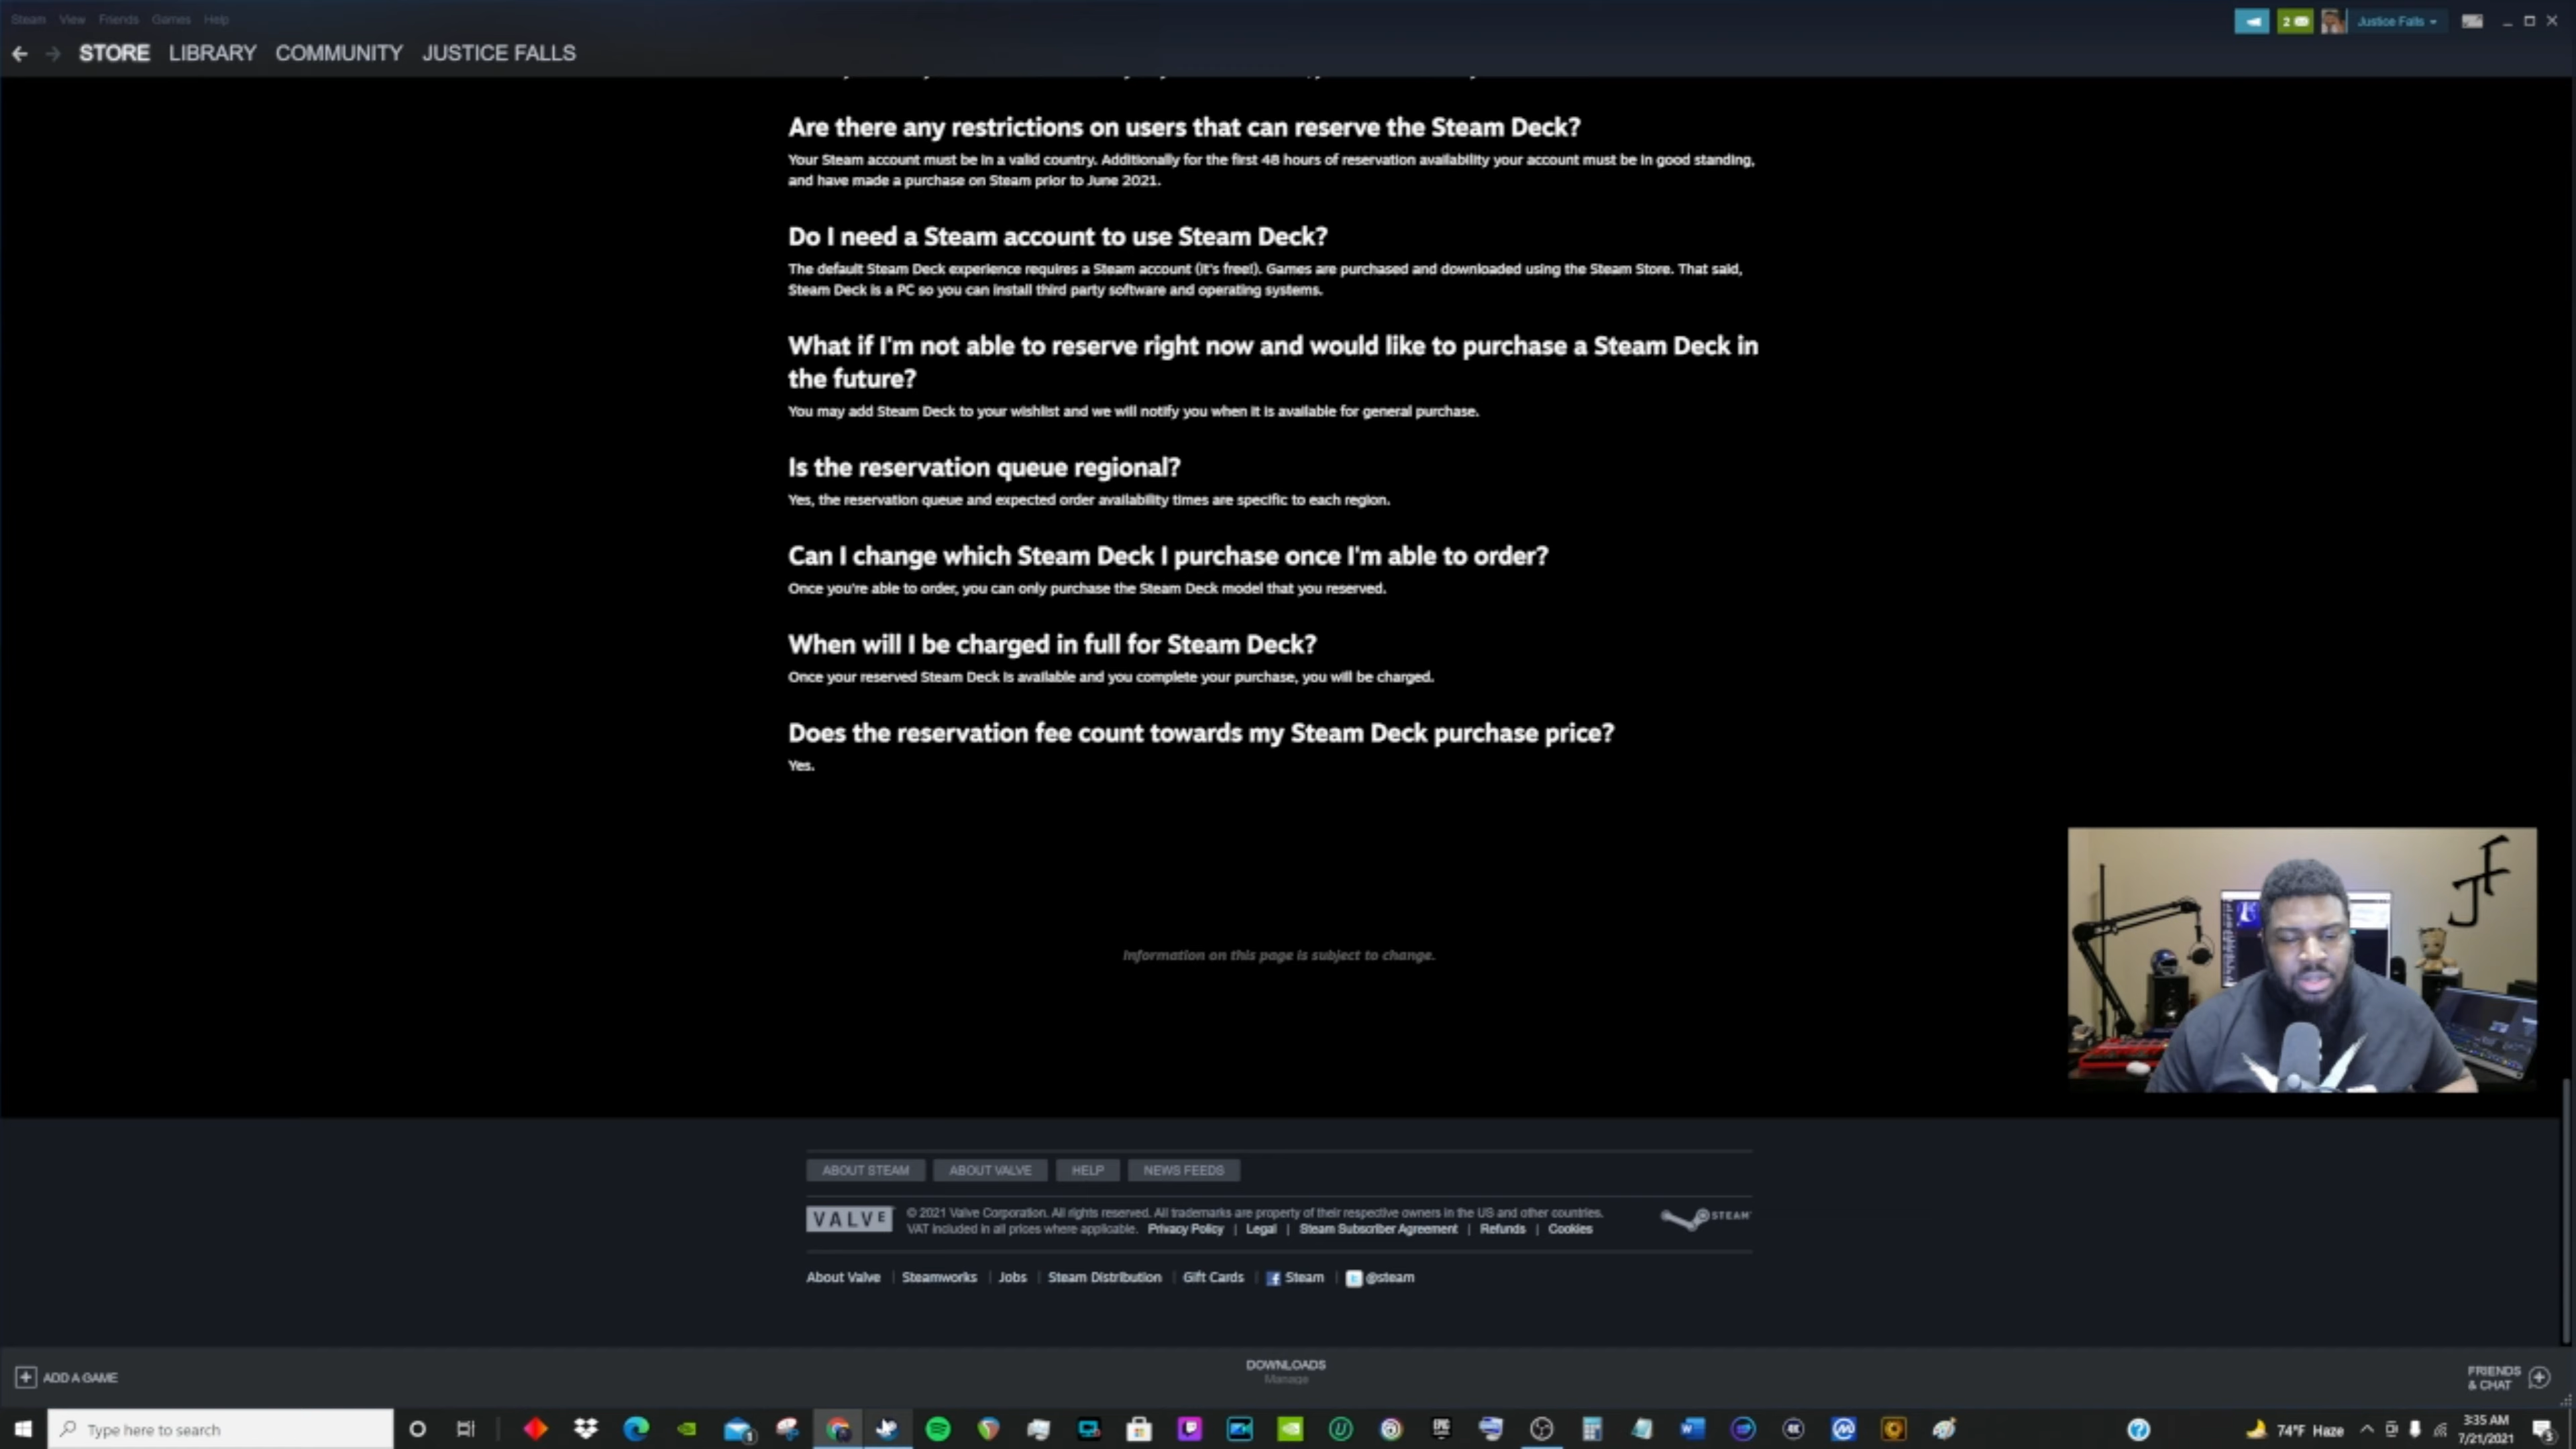 Steam View Friends Games Help
2
Justice Falls
STORE LIBRARY COMMUNITY JUSTICE FALLS
Are there any restrictions on users that can reserve the Steam Deck?
Your Steam account must be in a valid country. Additionally for the first 48 hours of reservation availability your account must be in good standing,
and have made a purchase on Steam prior to June 2021.
Do I need a Steam account to use Steam Deck?
The default Steam Deck experience requires a Steam account (it's free!). Games are purchased and downloaded using the Steam Store. That said,
Steam Deck is a PC so you can install third party software and operating systems.
What if I'm not able to reserve right now and would like to purchase a Steam Deck in
the future?
You may add Steam Deck to your wishlist and we will notify you when it is available for general purchase.
Is the reservation queue regional?
Yes, the reservation queue and expected order availability times are specific to each region.
Can I change which Steam Deck I purchase once I'm able to order?
Once you're able to order, you can only purchase the Steam Deck model that you reserved.
When will I be charged in full for Steam Deck?
Once your reserved Steam Deck is available and you complete your purchase, you will be charged.
Does the reservation fee count towards my Steam Deck purchase price?
Yes.
Information on this page is subject to change.
ABOUT STEAM ABOUT VALVE HELP NEWS FEEDS
VALVE
© 2021 Valve Corporation. All rights reserved. All trademarks are property of their respective owners in the US and other countries.
VAT included in all prices where applicable. Privacy Policy | Legal | Steam Subscriber Agreement | Refunds | Cookies
STEAM
About Valve | Steamworks | Jobs | Steam Distribution | Gift Cards | Steam | @steam
ADD A GAME
DOWNLOADS
Manage
FRIENDS
& CHAT
Type here to search
74°F Haze
3:35 AM
7/21/2021